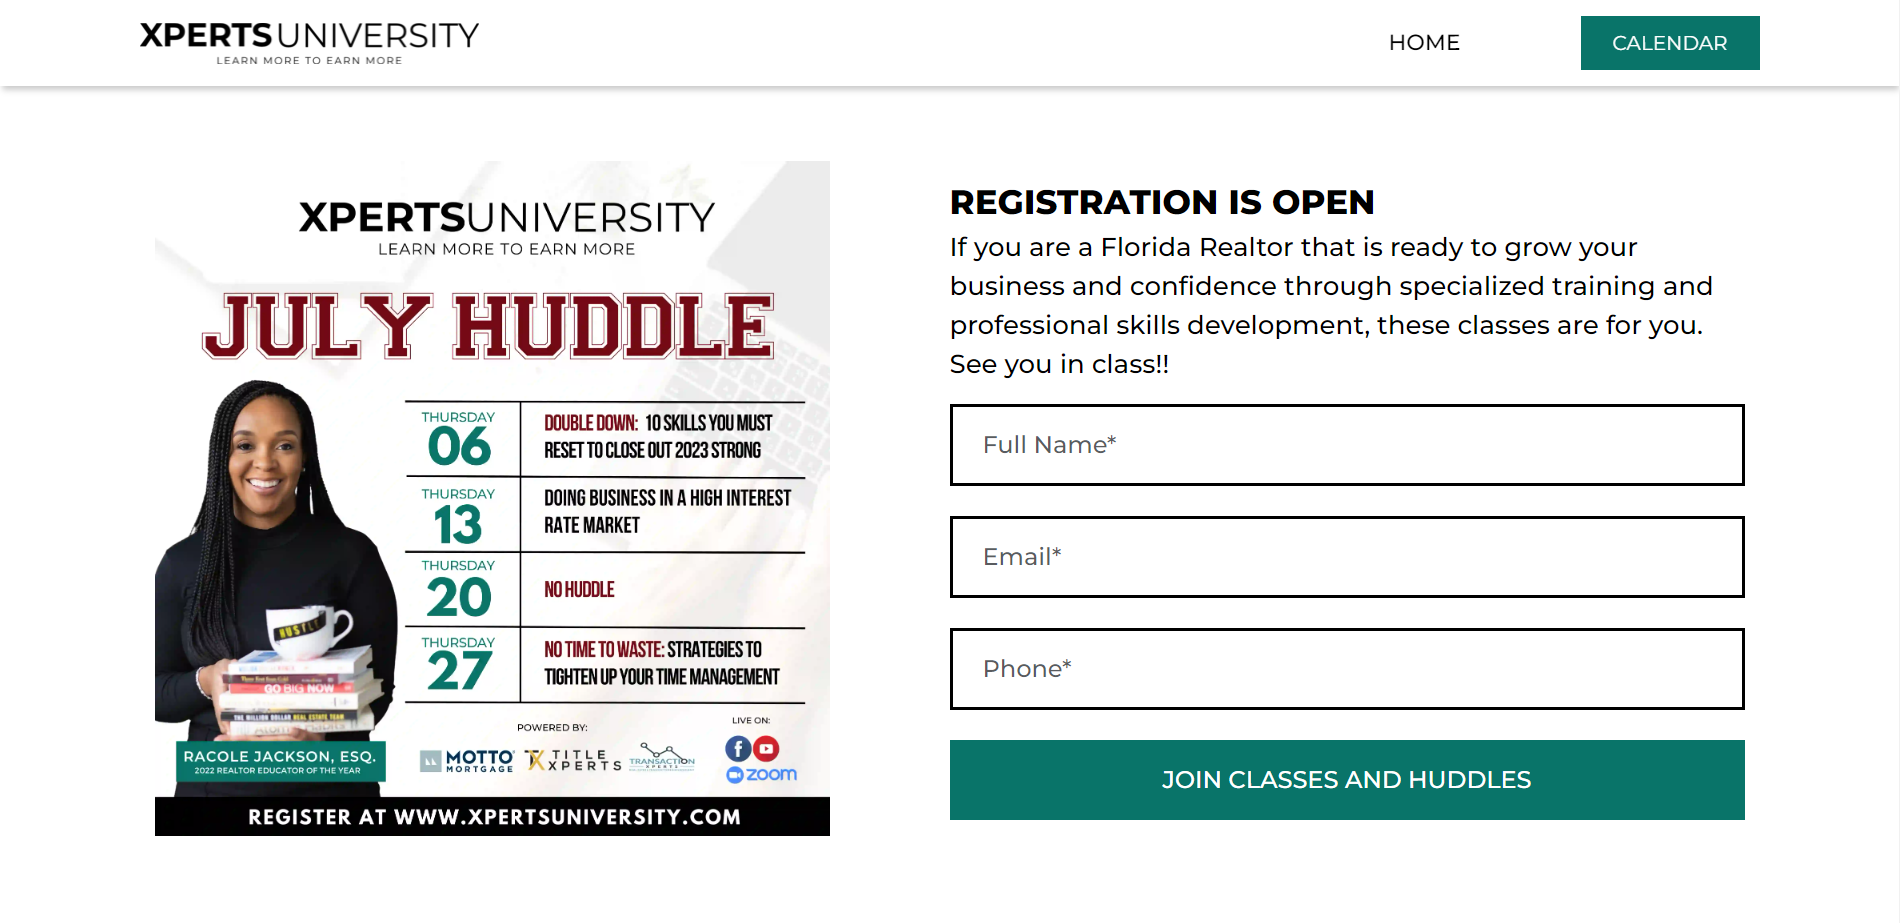 XPERTS UNIVERSITY
LEARN MORE TO EARN MORE
HOME
CALENDAR
XPERTSUNIVERSITY
LEARN MORE TO EARN MORE
JULY HUDDLE
THURSDAY
06
DOUBLE DOWN: 10 SKILLS YOU MUST
RESET TO CLOSE OUT 2023 STRONG
THURSDAY
13
DOING BUSINESS IN A HIGH INTEREST
RATE MARKET
THURSDAY
20
NO HUDDLE
THURSDAY
27
NO TIME TO WASTE: STRATEGIES TO
TIGHTEN UP YOUR TIME MANAGEMENT
HUSTLE
GO BIG NOW
THE MILLION DOLLAR REAL ESTATE TEAM
RACOLE JACKSON, ESQ.
2022 REALTOR EDUCATOR OF THE YEAR
POWERED BY:
MOTTO
MORTGAGE
TX TITLE
XPERTS
TRANSACTION
XPERTS
LIVE ON:
zoom
REGISTER AT WWW.XPERTSUNIVERSITY.COM
REGISTRATION IS OPEN
If you are a Florida Realtor that is ready to grow your
business and confidence through specialized training and
professional skills development, these classes are for you.
See you in class!!
Full Name*
Email*
Phone*
JOIN CLASSES AND HUDDLES